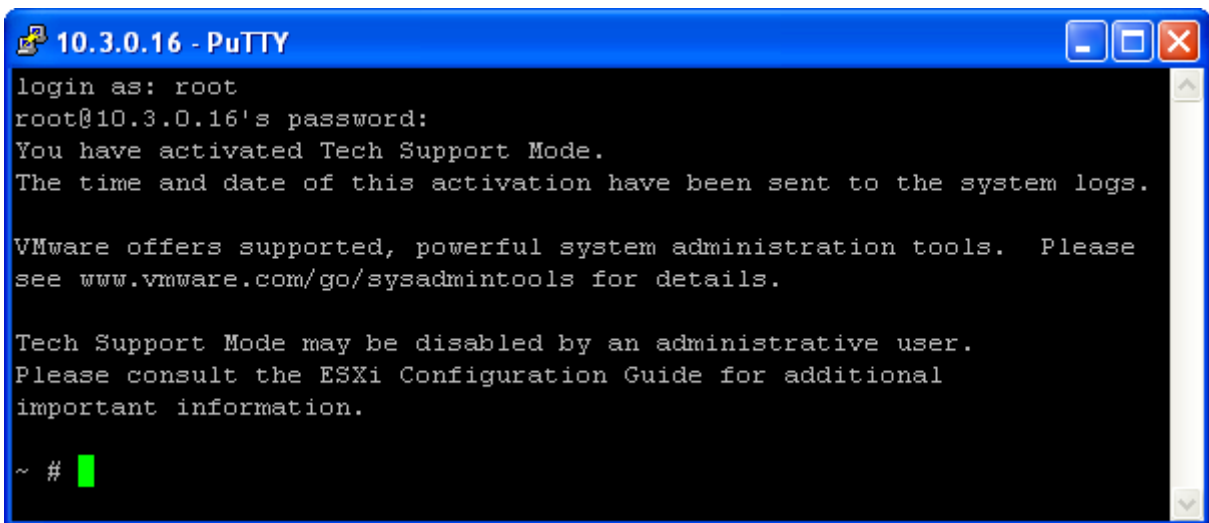 10.3.0.16 - PuTTY
login as: root
root@10.3.0.16's password:
You have activated Tech Support Mode.
The time and date of this activation have been sent to the system logs.
VMware offers supported, powerful system administration tools.  Please
see www.vmware.com/go/sysadmintools for details.
Tech Support Mode may be disabled by an administrative user.
Please consult the ESXi Configuration Guide for additional
important information.
~ #